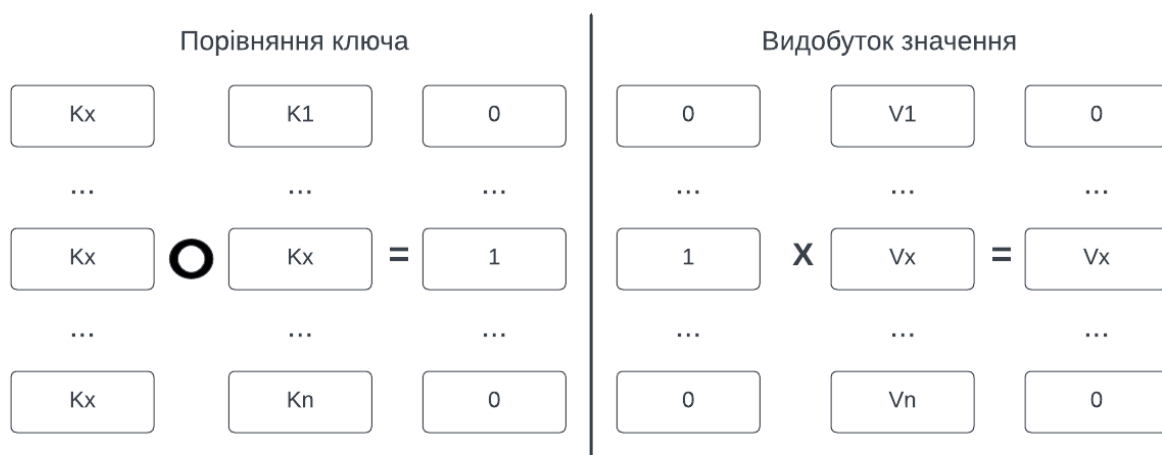 Порівняння ключа Видобуток значення
Kx K1 0 0 V1 0
... ... ... ... ... ...
Kx O Kx = 1 1 X Vx = Vx
... ... ... ... ... ...
Kx Kn 0 0 Vn 0